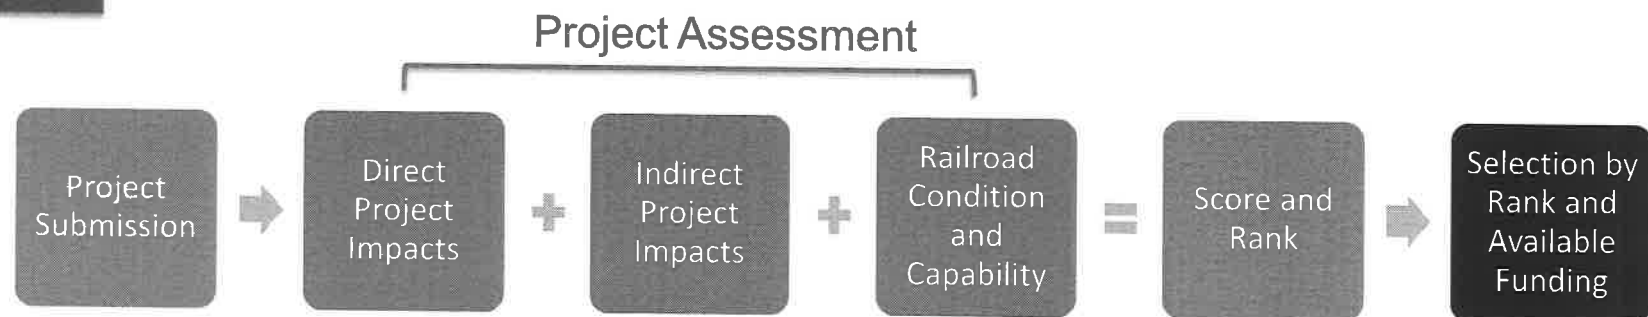 Project Assessment
Project
Submission
Direct
Project
Impacts
Indirect
Project
Impacts
Railroad
Condition
and
Capability
Score and
Rank
Selection by
Rank and
Available
Funding